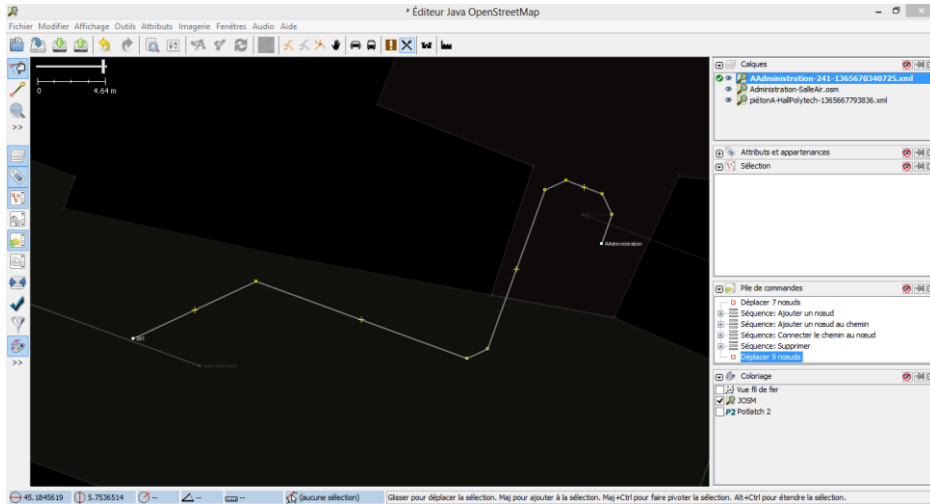 * Éditeur Java OpenStreetMap
Fichier Modifier Affichage Outils Attributs Imagerie Fenêtres Audio Aide
0 4.64 m
>>
>>
Calques
AAdministration-241-1365670340725.xml
Administration-SalleAir.osm
piétonA-HallPolytech-1365667793836.xml
Attributs et appartenances
Sélection
AAdministration
241
Administration
Pile de commandes
Déplacer 7 nœuds
Séquence: Ajouter un nœud
Séquence: Ajouter un nœud au chemin
Séquence: Connecter le chemin au nœud
Séquence: Supprimer
Déplacer 9 nœuds
Coloriage
Vue fil de fer
JOSM
P2 Potlatch 2
45.1845619 5.7536514 -- -- -- (aucune sélection) Glisser pour déplacer la sélection. Maj pour ajouter à la sélection. Maj+Ctrl pour faire pivoter la sélection. Alt+Ctrl pour étendre la sélection.